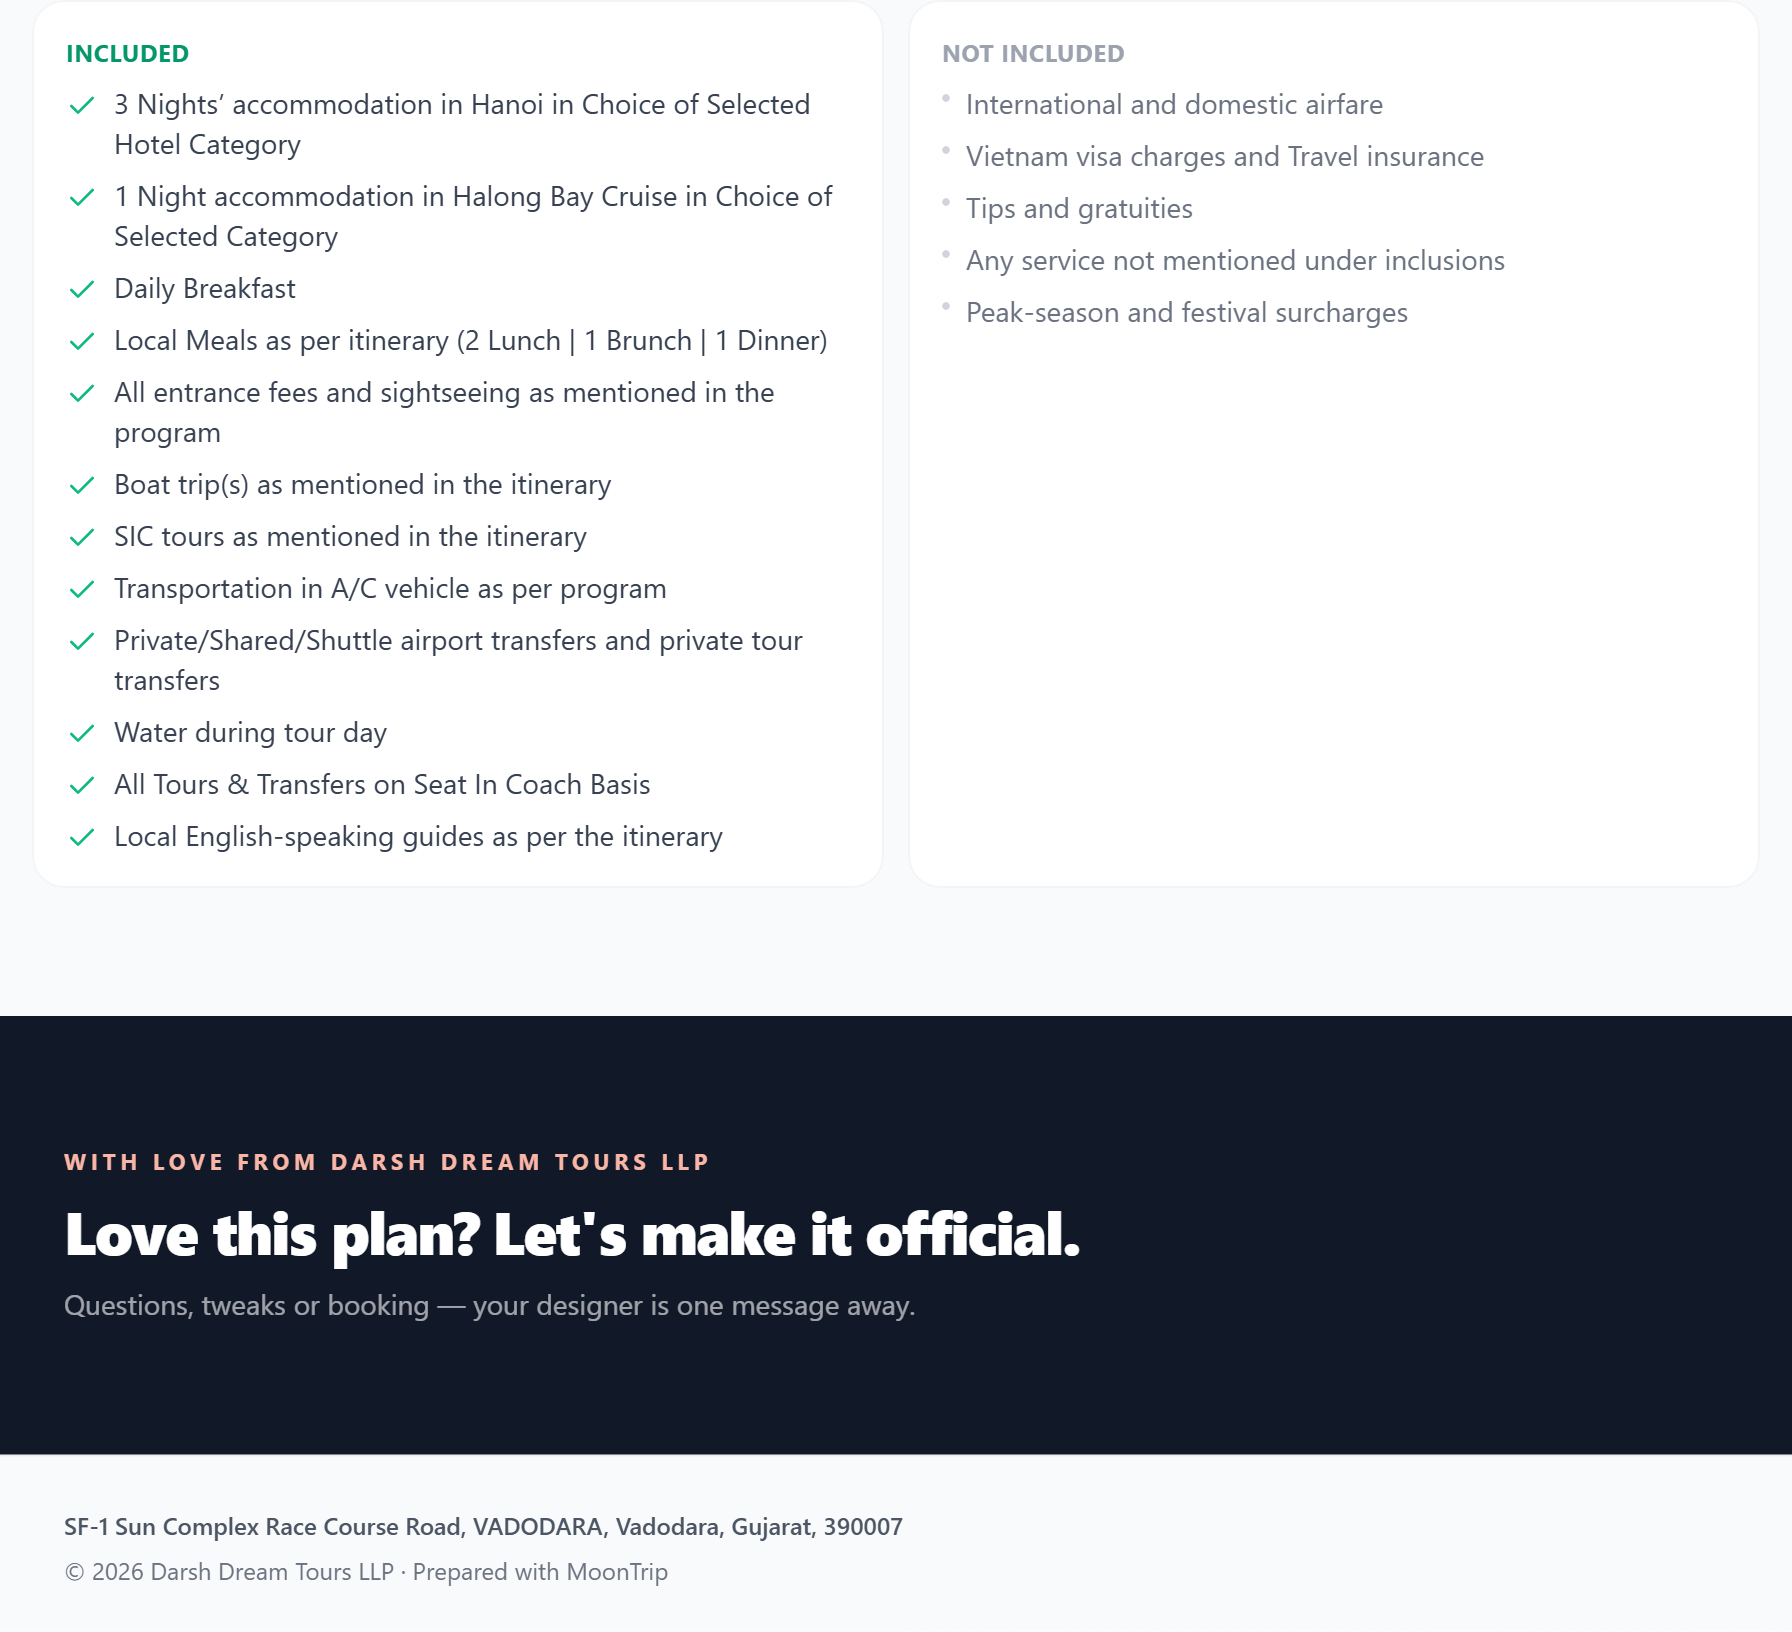 INCLUDED
3 Nights’ accommodation in Hanoi in Choice of Selected
Hotel Category
1 Night accommodation in Halong Bay Cruise in Choice of
Selected Category
Daily Breakfast
Local Meals as per itinerary (2 Lunch | 1 Brunch | 1 Dinner)
All entrance fees and sightseeing as mentioned in the
program
Boat trip(s) as mentioned in the itinerary
SIC tours as mentioned in the itinerary
Transportation in A/C vehicle as per program
Private/Shared/Shuttle airport transfers and private tour
transfers
Water during tour day
All Tours & Transfers on Seat In Coach Basis
Local English-speaking guides as per the itinerary
NOT INCLUDED
International and domestic airfare
Vietnam visa charges and Travel insurance
Tips and gratuities
Any service not mentioned under inclusions
Peak-season and festival surcharges
WITH LOVE FROM DARSH DREAM TOURS LLP
Love this plan? Let's make it official.
Questions, tweaks or booking — your designer is one message away.
SF-1 Sun Complex Race Course Road, VADODARA, Vadodara, Gujarat, 390007
© 2026 Darsh Dream Tours LLP · Prepared with MoonTrip